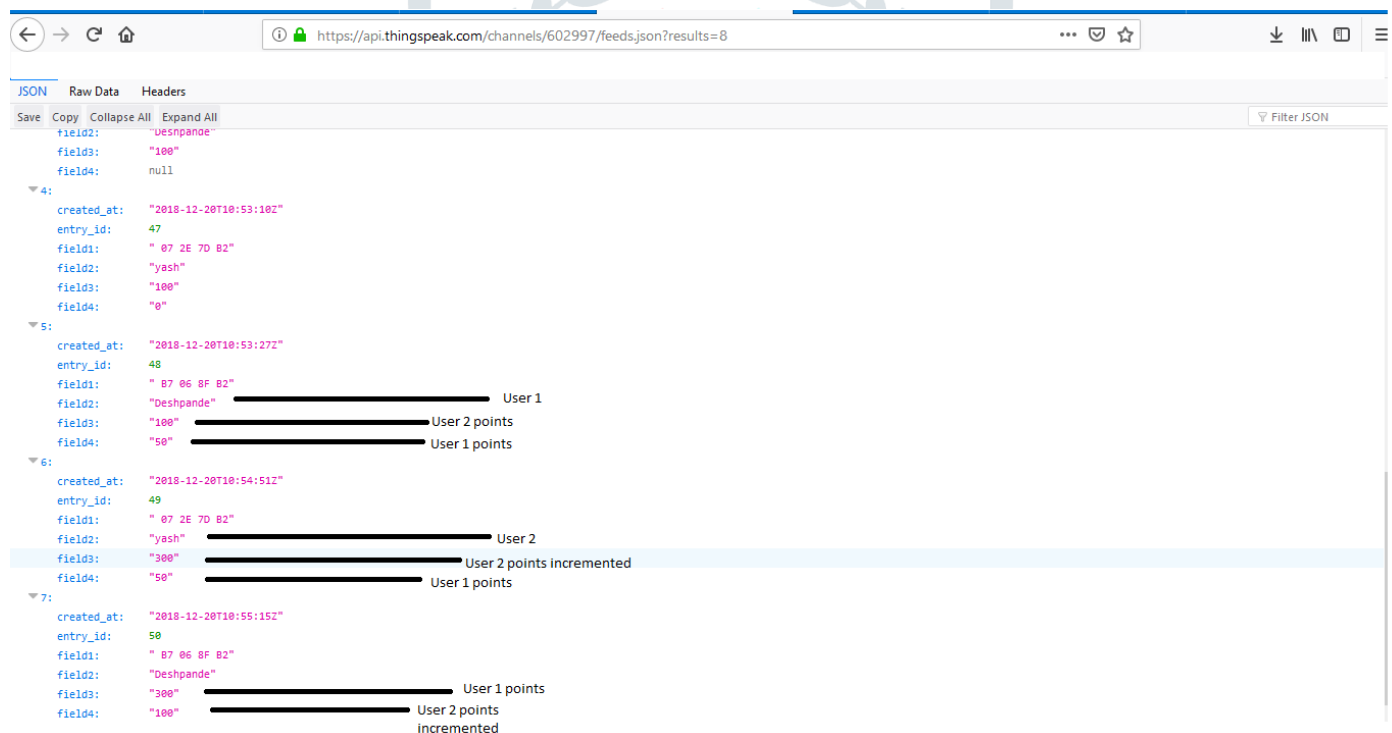 https://api.thingspeak.com/channels/602997/feeds.json?results=8
JSON Raw Data Headers
Save Copy Collapse All Expand All Filter JSON
field2: "Deshpande"
field3: "100"
field4: null
4:
created_at: "2018-12-20T10:53:10Z"
entry_id: 47
field1: " 07 2E 7D B2"
field2: "yash"
field3: "100"
field4: "0"
5:
created_at: "2018-12-20T10:53:27Z"
entry_id: 48
field1: " B7 06 8F B2"
field2: "Deshpande" User 1
field3: "100" User 2 points
field4: "50" User 1 points
6:
created_at: "2018-12-20T10:54:51Z"
entry_id: 49
field1: " 07 2E 7D B2"
field2: "yash" User 2
field3: "300" User 2 points incremented
field4: "50" User 1 points
7:
created_at: "2018-12-20T10:55:15Z"
entry_id: 50
field1: " B7 06 8F B2"
field2: "Deshpande"
field3: "300" User 1 points
field4: "100" User 2 points
incremented